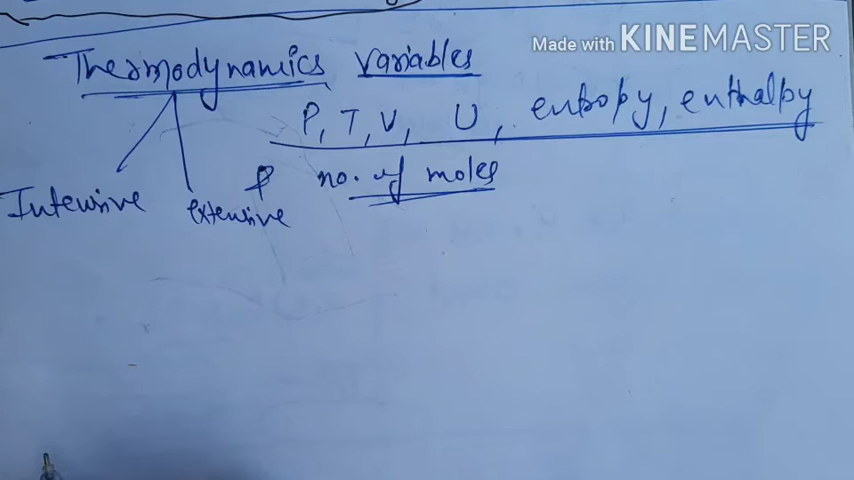 Made with KINEMASTER
Thermodynamics Variables
P, T, V, U, entropy, enthalpy
no. of moles
Intensive extensive